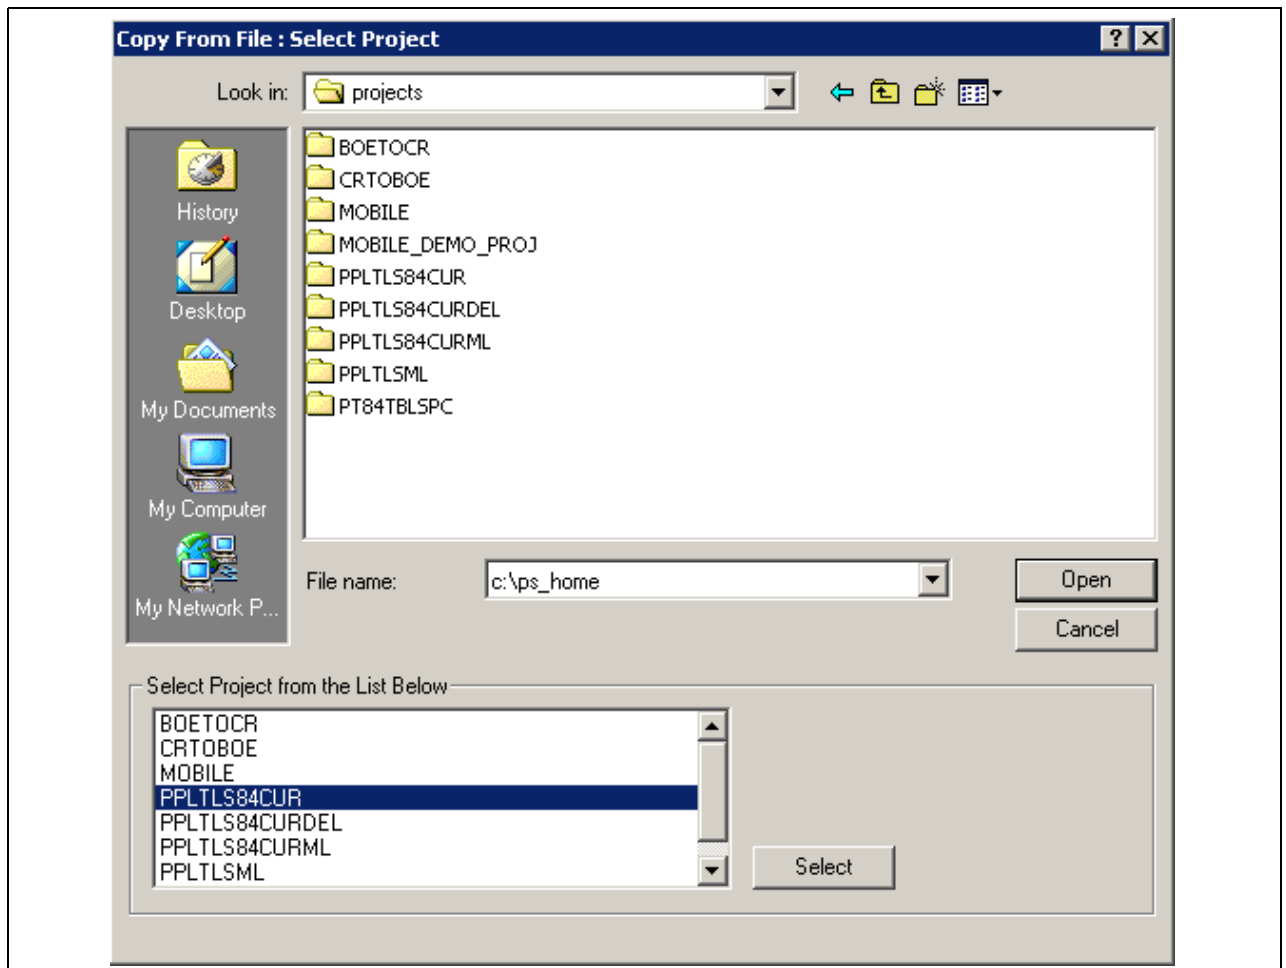 Copy From File : Select Project
Look in:
projects
History
Desktop
My Documents
My Computer
My Network P...
BOETOCR
CRTOBOE
MOBILE
MOBILE_DEMO_PROJ
PPLTLS84CUR
PPLTLS84CURDEL
PPLTLS84CURML
PPLTLSML
PT84TBLSPC
File name:
c:\ps_home
Open
Cancel
Select Project from the List Below
BOETOCR
CRTOBOE
MOBILE
PPLTLS84CUR
PPLTLS84CURDEL
PPLTLS84CURML
PPLTLSML
Select